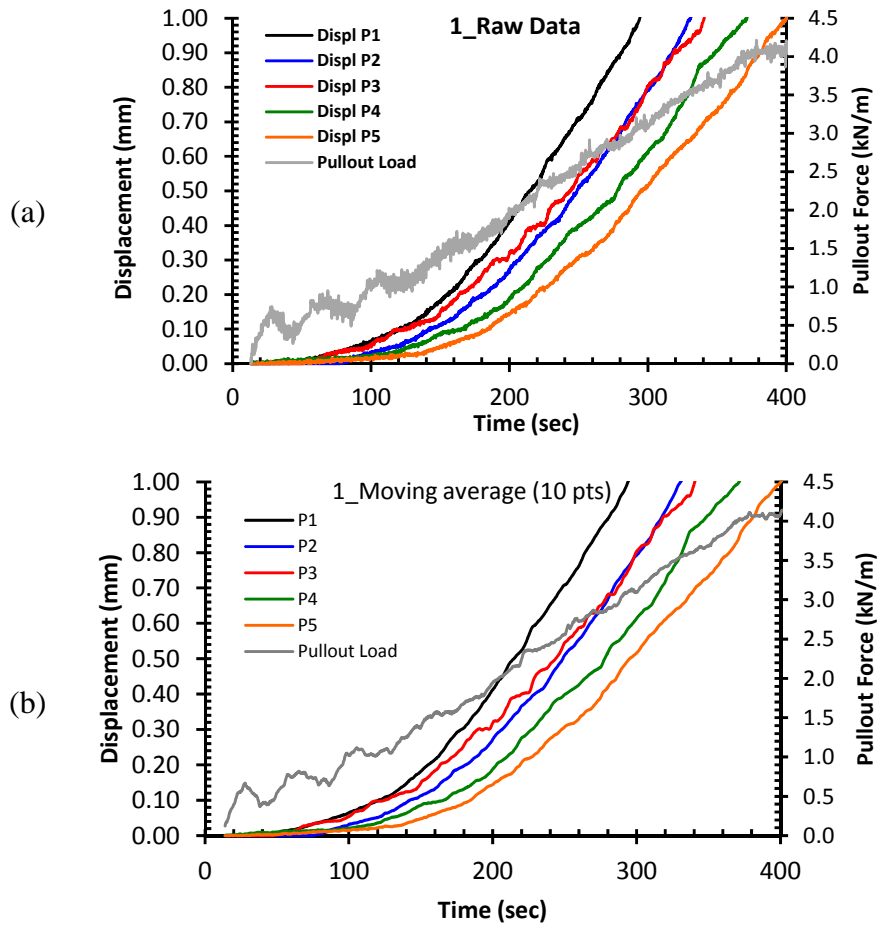 (a)
1_Raw Data
Displ P1
Displ P2
Displ P3
Displ P4
Displ P5
Pullout Load
Displacement (mm)
1.00
0.90
0.80
0.70
0.60
0.50
0.40
0.30
0.20
0.10
0.00
Pullout Force (kN/m)
4.5
4.0
3.5
3.0
2.5
2.0
1.5
1.0
0.5
0.0
0 100 200 300 400
Time (sec)
(b)
1_Moving average (10 pts)
P1
P2
P3
P4
P5
Pullout Load
Displacement (mm)
1.00
0.90
0.80
0.70
0.60
0.50
0.40
0.30
0.20
0.10
0.00
Pullout Force (kN/m)
4.5
4.0
3.5
3.0
2.5
2.0
1.5
1.0
0.5
0.0
0 100 200 300 400
Time (sec)